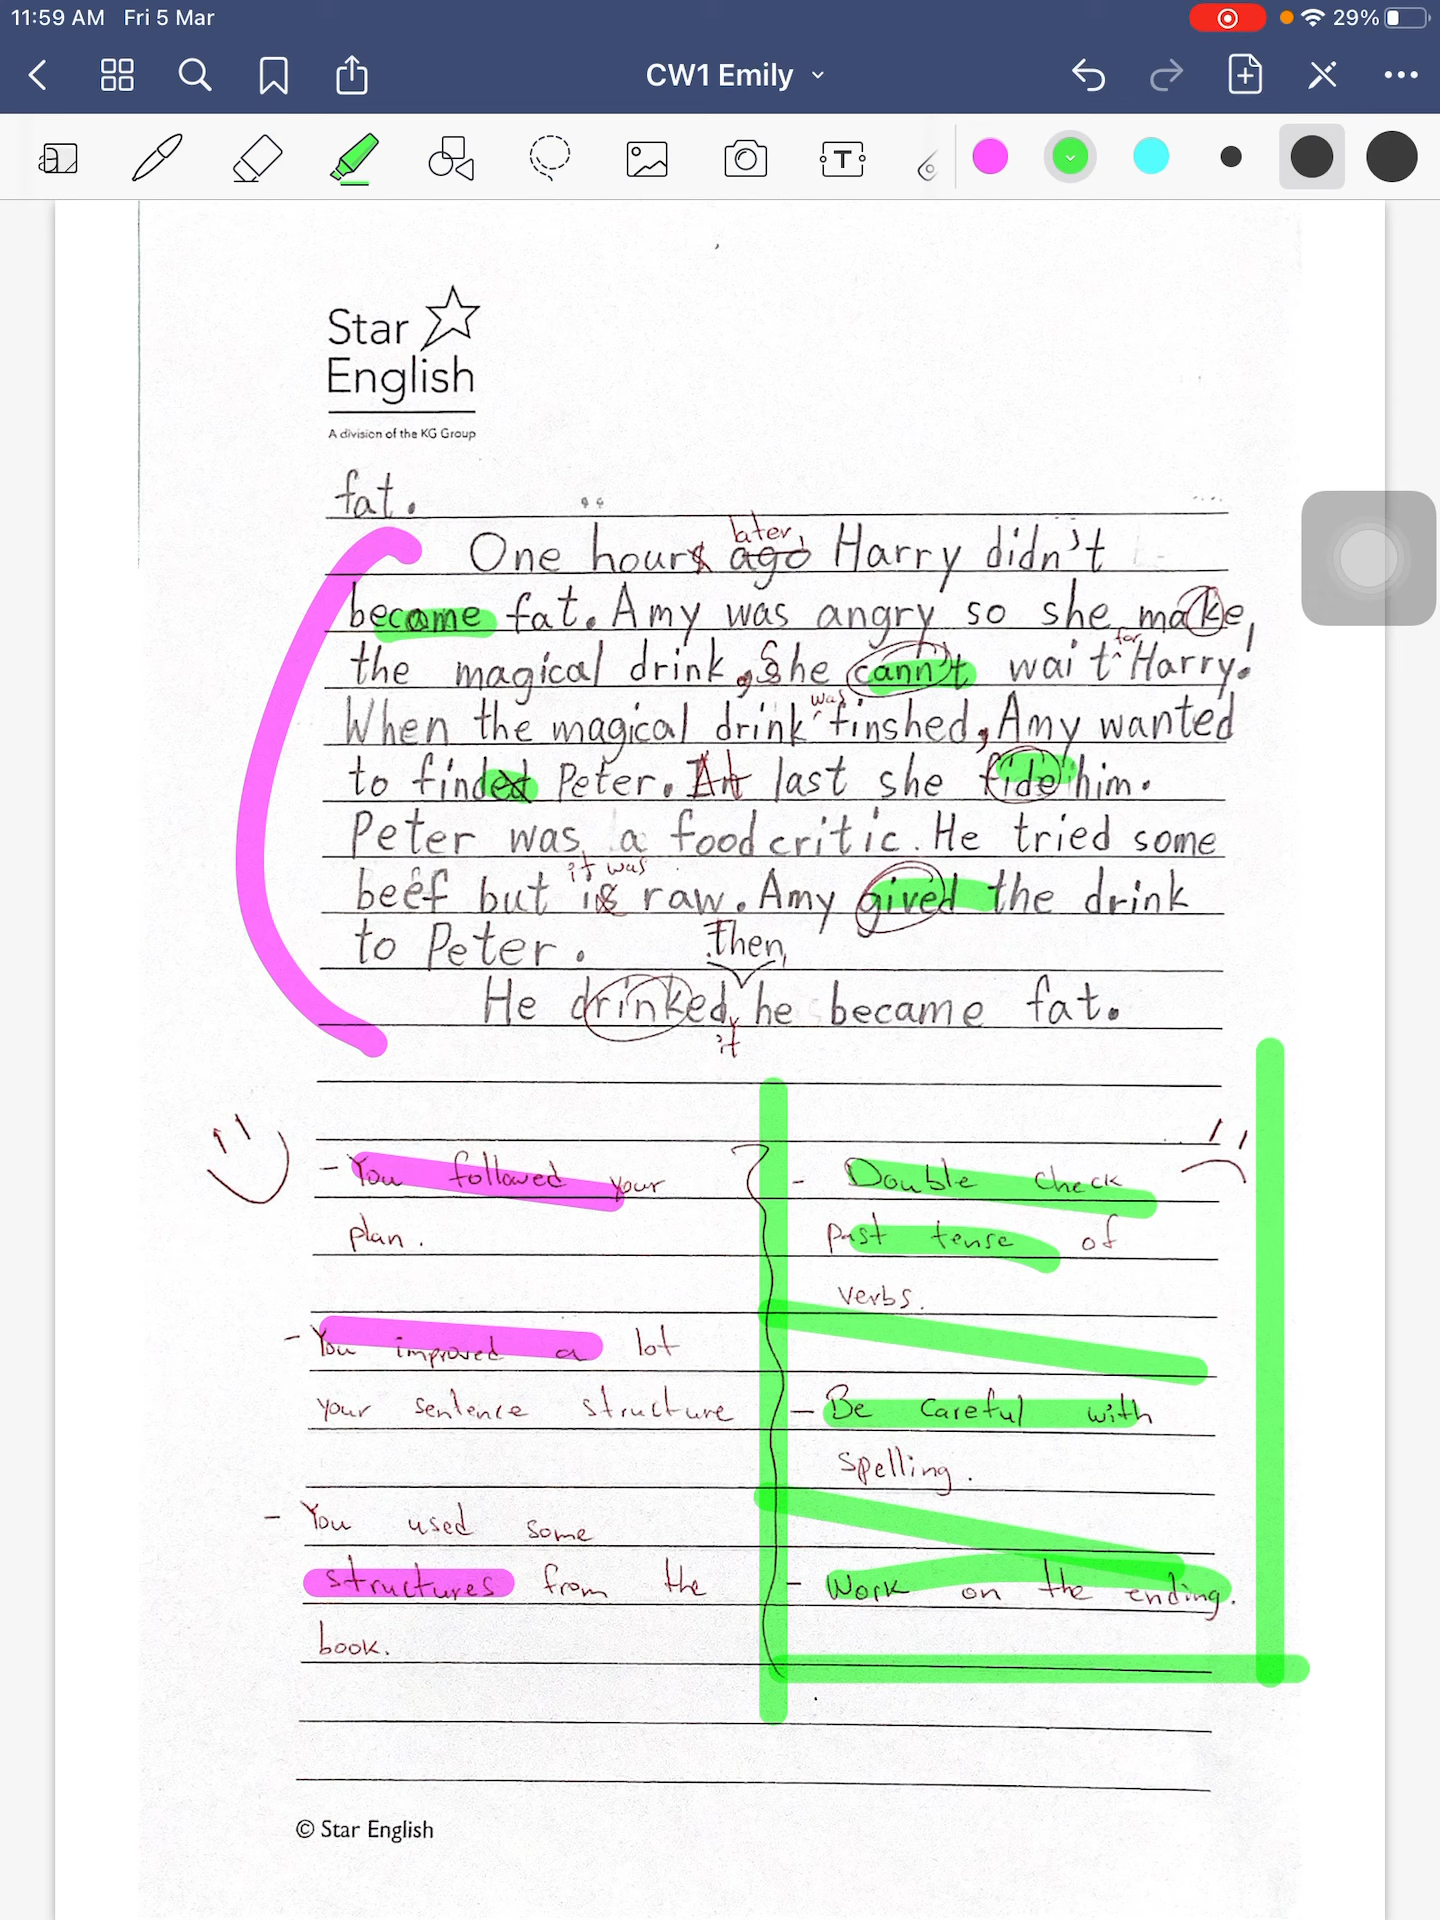 11:59 AM Fri 5 Mar
29%
CW1 Emily
T
Star
English
A division of the KG Group
fat.
later,
One hours ago Harry didn't
become fat. Amy was angry so she make
for
the magical drink, She cann't wait Harry!
was
When the magical drink finshed, Amy wanted
to finded Peter. At last she fide him.
Peter was a food critic. He tried some
it was
beef but is raw. Amy gived the drink
to Peter. Then,
He drinked, he became fat.
it
- You followed your
plan.
- You improved a lot
your sentence structure
- You used some
structures from the
book.
- Double check
past tense of
verbs.
- Be careful with
spelling.
- Work on the ending.
© Star English